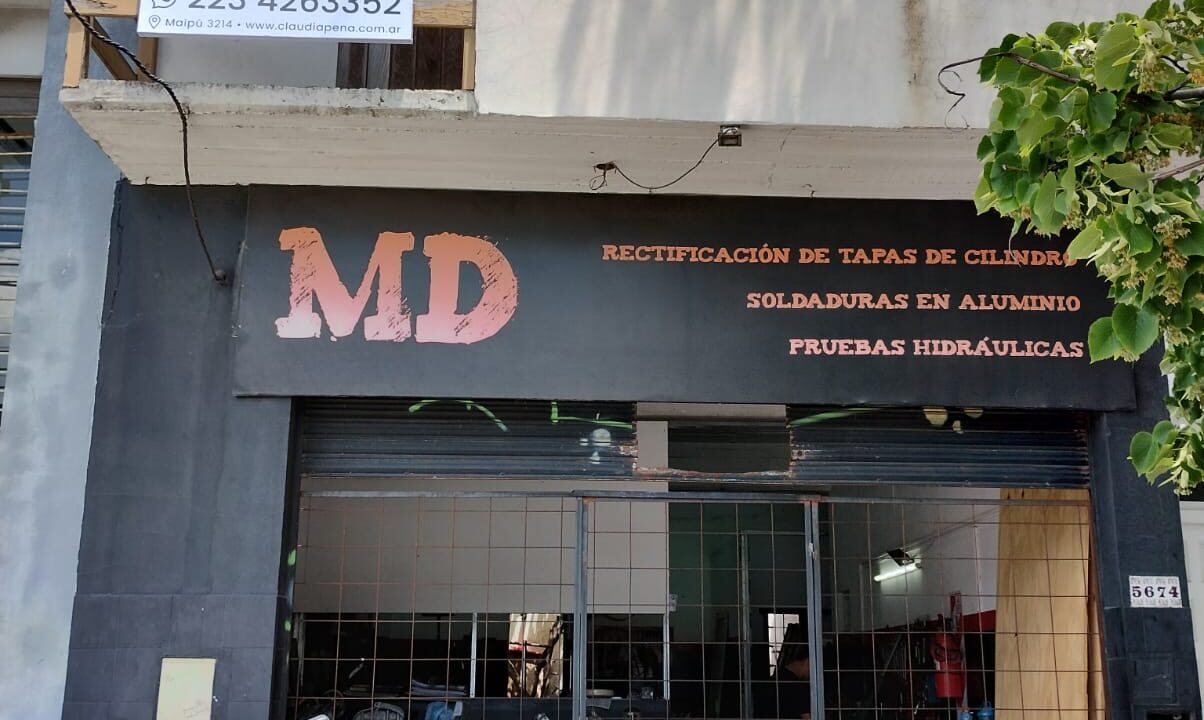 223 4263352
Maipú 3214 • www.claudiapena.com.ar
MD
RECTIFICACIÓN DE TAPAS DE CILINDRO
SOLDADURAS EN ALUMINIO
PRUEBAS HIDRÁULICAS
5674